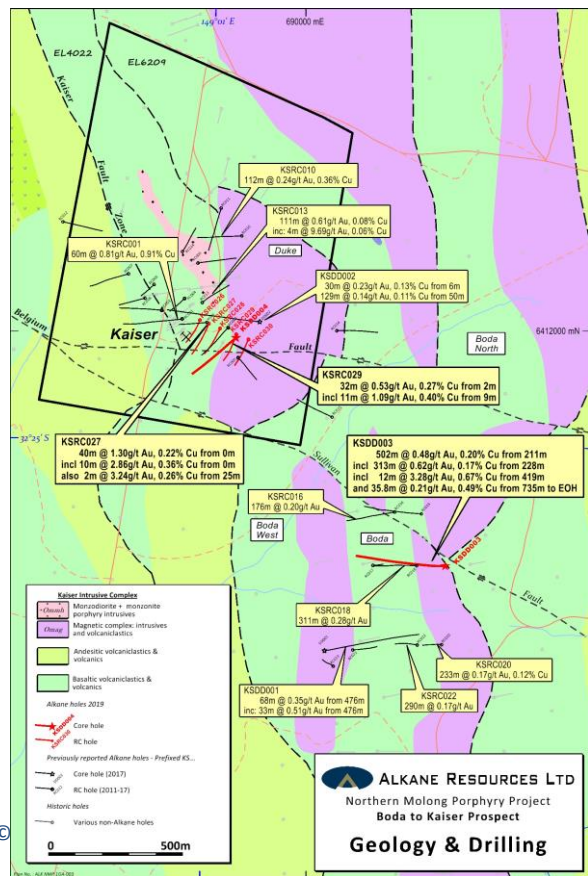 149°01' E
690000 mE
EL4022
EL6209
Kaiser
Fault
Zone
KSRC010
112m @ 0.24g/t Au, 0.36% Cu
KSRC013
111m @ 0.61g/t Au, 0.08% Cu
inc: 4m @ 9.69g/t Au, 0.06% Cu
KSRC001
60m @ 0.81g/t Au, 0.91% Cu
Duke
KSDD002
30m @ 0.23g/t Au, 0.13% Cu from 6m
129m @ 0.14g/t Au, 0.11% Cu from 50m
KSRC026
KSRC027
KSRC028
KSRC029
KSDD004
KSRC030
Belgium
Kaiser
Fault
6412000 mN
Boda
North
KSRC029
32m @ 0.53g/t Au, 0.27% Cu from 2m
incl 11m @ 1.09g/t Au, 0.40% Cu from 9m
32°25' S
KSRC027
40m @ 1.30g/t Au, 0.22% Cu from 0m
incl 10m @ 2.86g/t Au, 0.36% Cu from 0m
also 2m @ 3.24g/t Au, 0.26% Cu from 25m
KSDD003
502m @ 0.48g/t Au, 0.20% Cu from 211m
incl 313m @ 0.62g/t Au, 0.17% Cu from 228m
incl 12m @ 3.28g/t Au, 0.67% Cu from 419m
and 35.8m @ 0.21g/t Au, 0.49% Cu from 735m to EOH
Sullivan
KSRC016
176m @ 0.20g/t Au
Boda
West
Boda
KSDD003
Fault
KSRC018
311m @ 0.28g/t Au
KSRC020
233m @ 0.17g/t Au, 0.12% Cu
KSDD001
68m @ 0.35g/t Au from 476m
inc: 33m @ 0.51g/t Au from 476m
KSRC022
290m @ 0.17g/t Au
Kaiser Intrusive Complex
Monzodiorite + monzonite
porphyry intrusives
Omag
Magnetic complex: intrusives
and volcaniclastics
Andesitic volcaniclastics &
volcanics
Basaltic volcaniclastics &
volcanics
Alkane holes 2019
KSDD004
Core hole
KSRC030
RC hole
Previously reported Alkane holes - Prefixed KS...
Core hole (2017)
RC hole (2011-17)
Historic holes
Various non-Alkane holes
0 500m
©
ALKANE RESOURCES LTD
Northern Molong Porphyry Project
Boda to Kaiser Prospect
Geology & Drilling